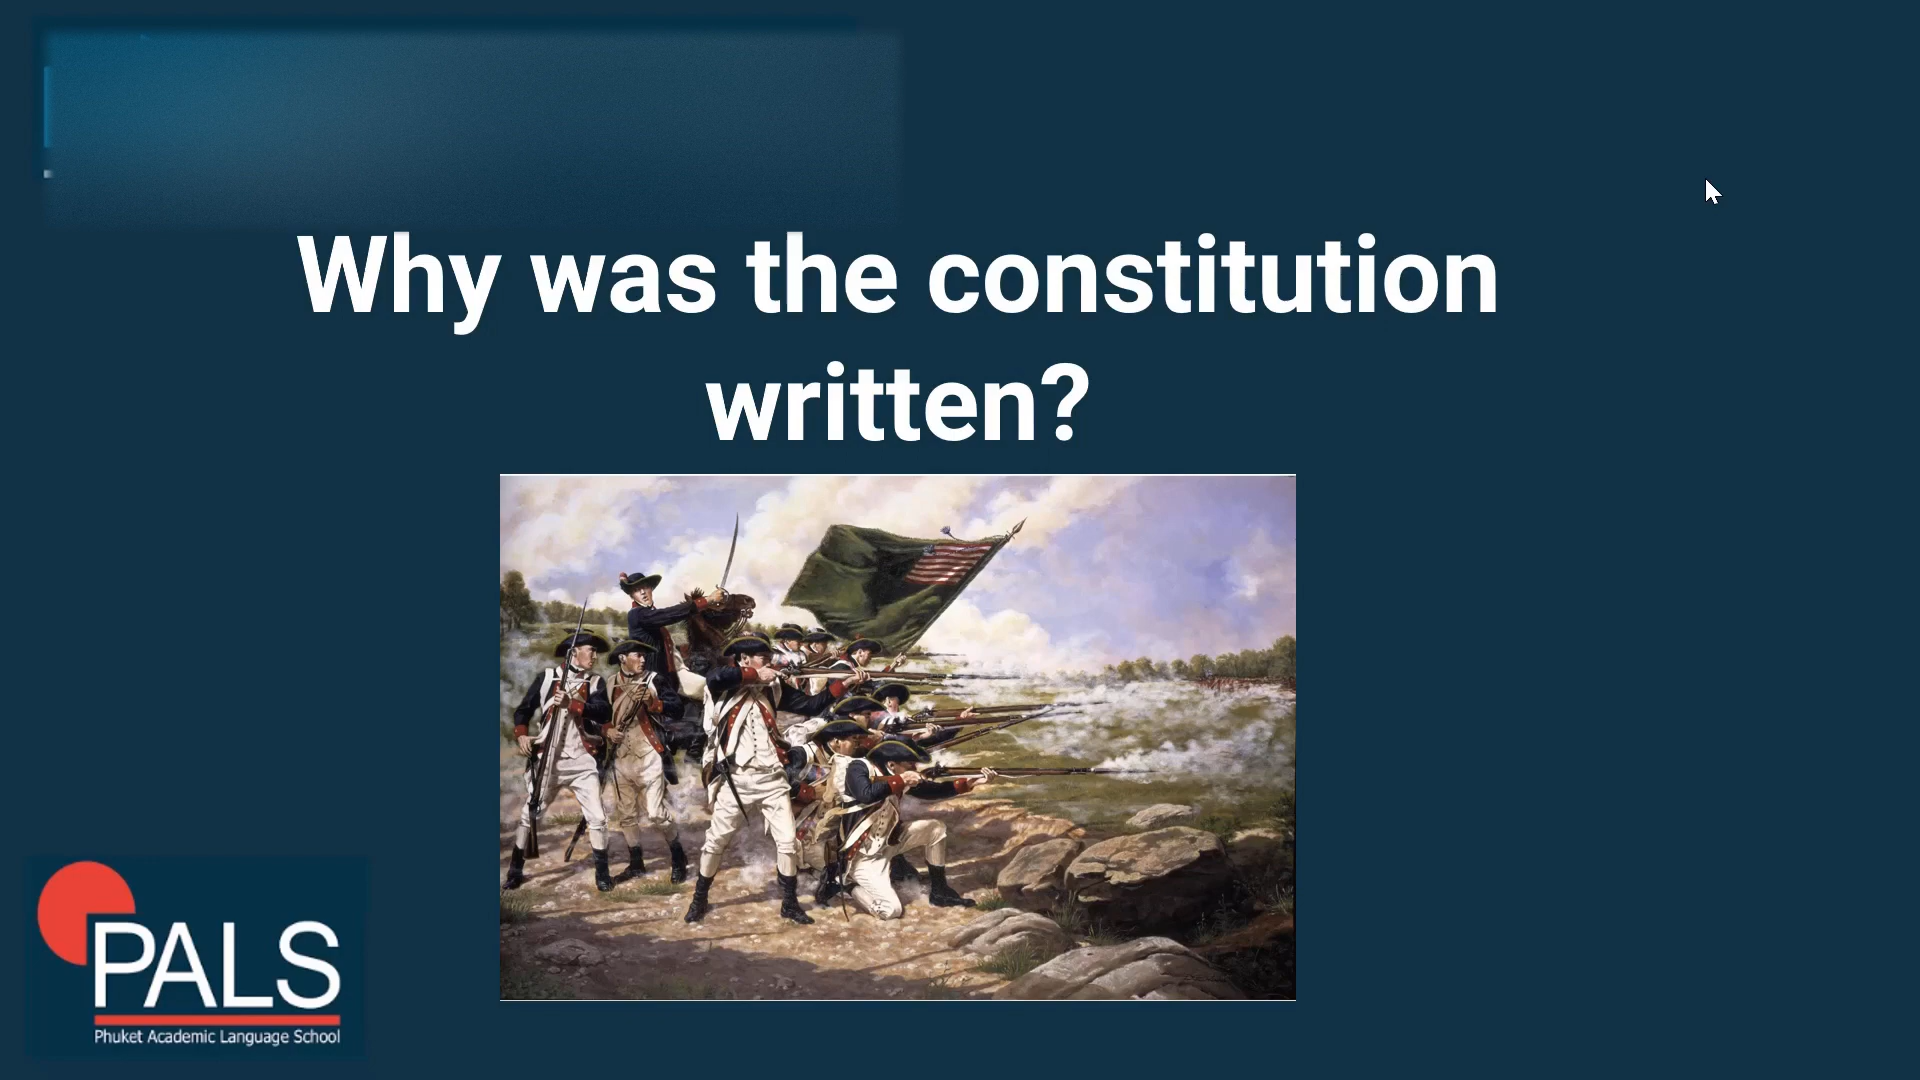 Why was the constitution
written?
PALS
Phuket Academic Language School